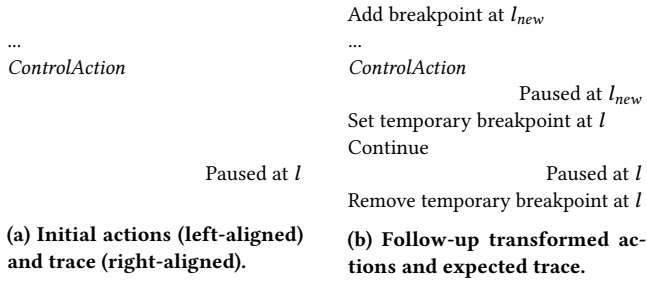 ...
ControlAction
Paused at l
(a) Initial actions (left-aligned)
and trace (right-aligned).
Add breakpoint at l_new
...
ControlAction
Paused at l_new
Set temporary breakpoint at l
Continue
Paused at l
Remove temporary breakpoint at l
(b) Follow-up transformed ac-
tions and expected trace.